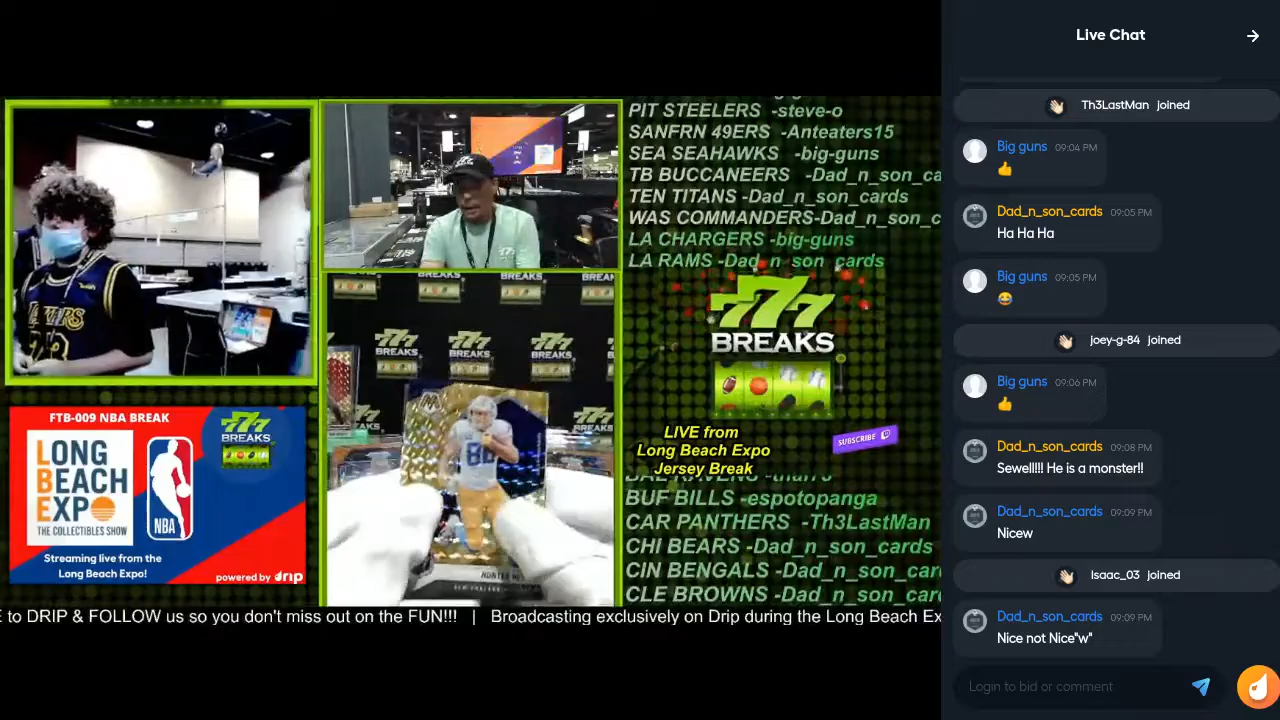 PIT STEELERS -steve-o
SANFRN 49ERS -Anteaters15
SEA SEAHAWKS -big-guns
TB BUCCANEERS -Dad_n_son_ca
TEN TITANS -Dad_n_son_cards
WAS COMMANDERS-Dad_n_son_c
LA CHARGERS -big-guns
LA RAMS -Dad_n_son_cards
777
BREAKS
LIVE from
Long Beach Expo
Jersey Break
SUBSCRIBE
BUF BILLS -espotopanga
CAR PANTHERS -Th3LastMan
CHI BEARS -Dad_n_son_cards
CIN BENGALS -Dad_n_son_car
CLE BROWNS -Dad_n_son_card
FTB-009 NBA BREAK
777
BREAKS
LONG
BEACH
EXPO
THE COLLECTIBLES SHOW
NBA
Streaming live from the
Long Beach Expo!
powered by drip
E to DRIP & FOLLOW us so you don't miss out on the FUN!!! | Broadcasting exclusively on Drip during the Long Beach Ex
Live Chat
Th3LastMan joined
Big guns 09:04 PM
👍
Dad_n_son_cards 09:05 PM
Ha Ha Ha
Big guns 09:05 PM
😂
joey-g-84 joined
Big guns 09:06 PM
👍
Dad_n_son_cards 09:08 PM
Sewell!!! He is a monster!!
Dad_n_son_cards 09:09 PM
Nicew
Isaac_03 joined
Dad_n_son_cards 09:09 PM
Nice not Nice"w"
Login to bid or comment